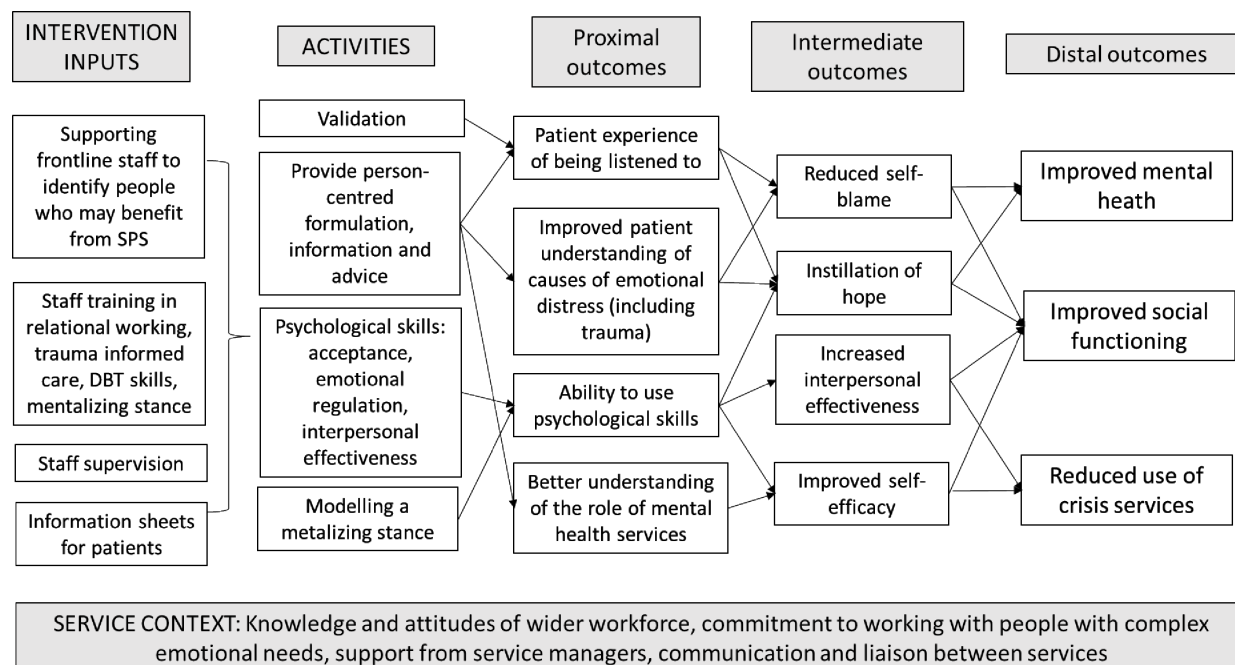 INTERVENTION
INPUTS
Supporting
frontline staff to
identify people
who may benefit
from SPS
Staff training in
relational working,
trauma informed
care, DBT skills,
mentalizing stance
Staff supervision
Information sheets
for patients
ACTIVITIES
Validation
Provide person-
centred
formulation,
information and
advice
Psychological skills:
acceptance,
emotional
regulation,
interpersonal
effectiveness
Modelling a
metalizing stance
Proximal
outcomes
Patient experience
of being listened to
Improved patient
understanding of
causes of emotional
distress (including
trauma)
Ability to use
psychological skills
Better understanding
of the role of mental
health services
Intermediate
outcomes
Reduced self-
blame
Instillation of
hope
Increased
interpersonal
effectiveness
Improved self-
efficacy
Distal outcomes
Improved mental
heath
Improved social
functioning
Reduced use of
crisis services
SERVICE CONTEXT: Knowledge and attitudes of wider workforce, commitment to working with people with complex
emotional needs, support from service managers, communication and liaison between services